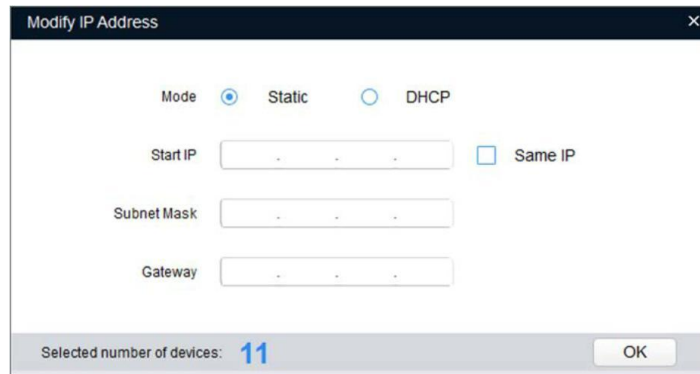 Modify IP Address
Mode Static DHCP
Start IP . . . Same IP
Subnet Mask . . .
Gateway . . .
Selected number of devices: 11 OK